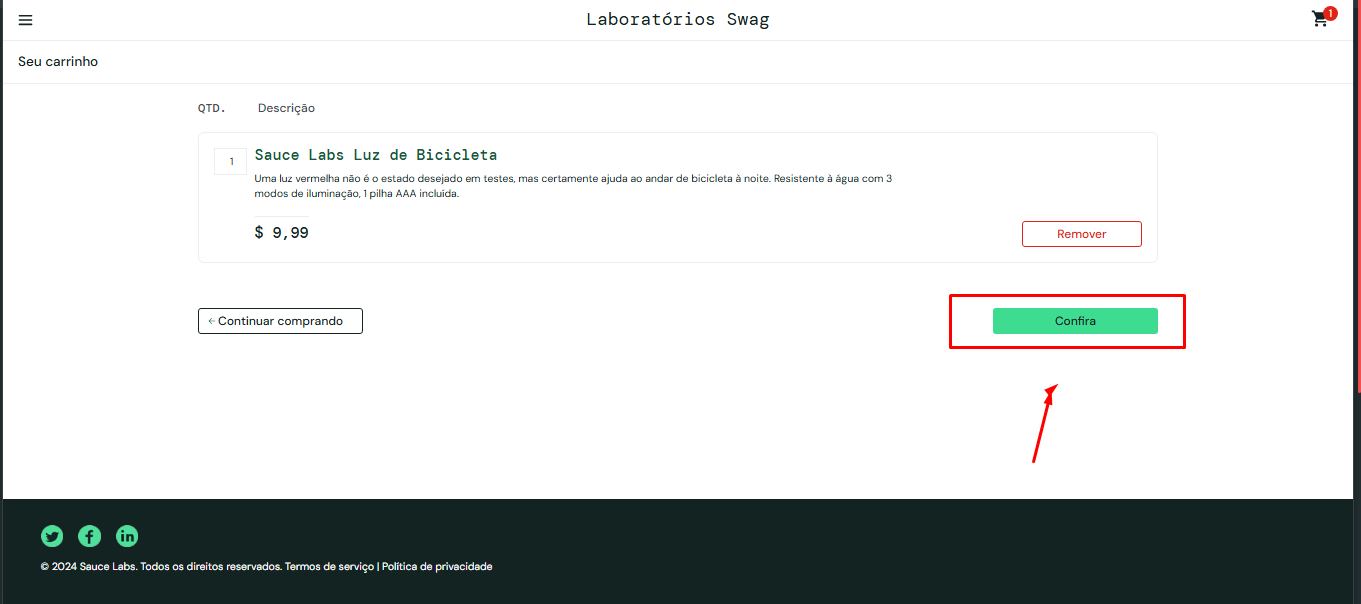 Laboratórios Swag
1
Seu carrinho
QTD. Descrição
1
Sauce Labs Luz de Bicicleta
Uma luz vermelha não é o estado desejado em testes, mas certamente ajuda ao andar de bicicleta à noite. Resistente à água com 3
modos de iluminação, 1 pilha AAA incluída.
$ 9,99
Remover
Continuar comprando
Confira
© 2024 Sauce Labs. Todos os direitos reservados. Termos de serviço | Política de privacidade